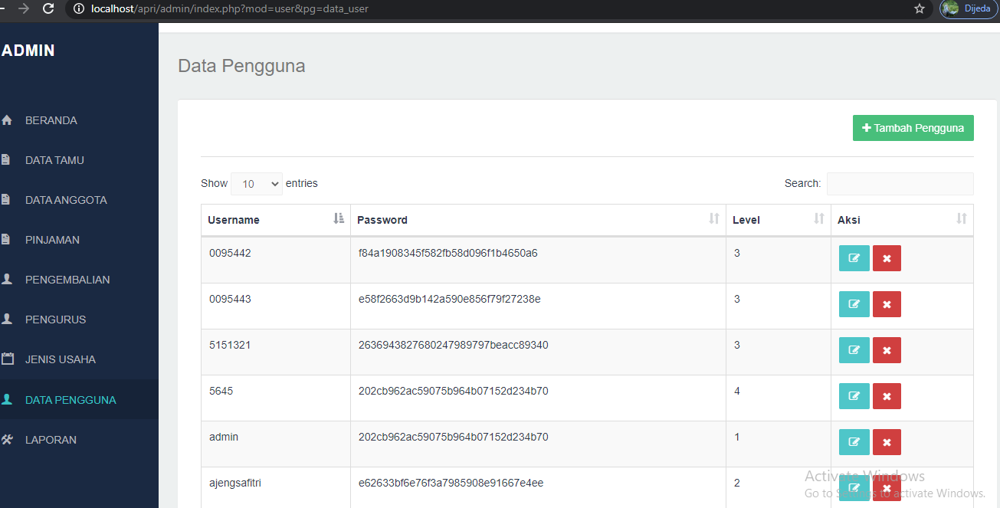 localhost/apri/admin/index.php?mod=user&pg=data_user
Dijeda
ADMIN
BERANDA
DATA TAMU
DATA ANGGOTA
PINJAMAN
PENGEMBALIAN
PENGURUS
JENIS USAHA
DATA PENGGUNA
LAPORAN
Data Pengguna
Tambah Pengguna
Show 10 entries
Search:
Username Password Level Aksi
0095442 f84a1908345f582fb58d096f1b4650a6 3
0095443 e58f2663d9b142a590e856f79f27238e 3
5151321 2636943827680247989797beacc89340 3
5645 202cb962ac59075b964b07152d234b70 4
admin 202cb962ac59075b964b07152d234b70 1
ajengsafitri e62633bf6e76f3a7985908e91667e4ee 2
Activate Windows
Go to Settings to activate Windows.